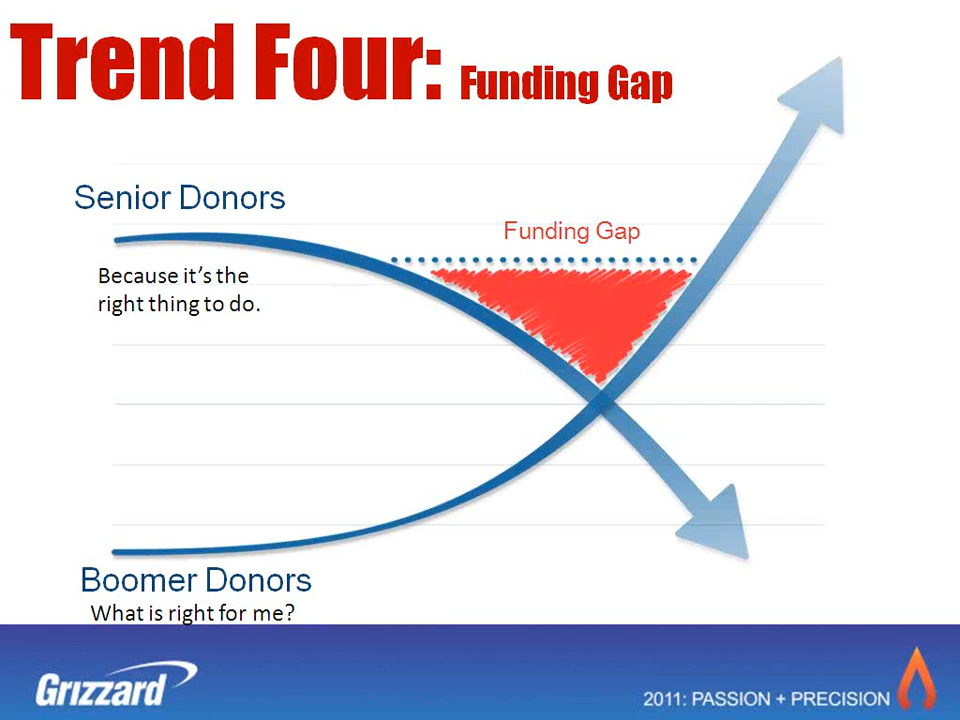 Trend Four: Funding Gap
Senior Donors
Funding Gap
Because it's the
right thing to do.
Boomer Donors
What is right for me?
Grizzard
2011: PASSION + PRECISION